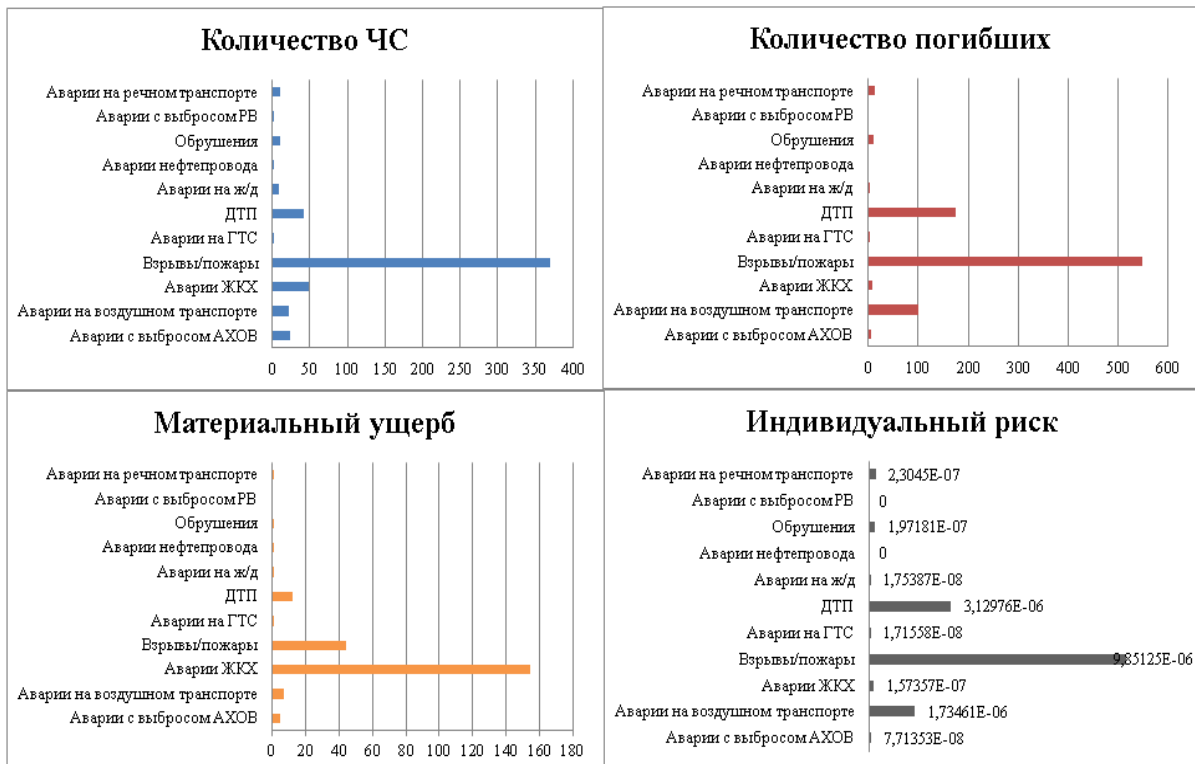 Количество ЧС
Аварии на речном транспорте
Аварии с выбросом РВ
Обрушения
Аварии нефтепровода
Аварии на ж/д
ДТП
Аварии на ГТС
Взрывы/пожары
Аварии ЖКХ
Аварии на воздушном транспорте
Аварии с выбросом АХОВ
0 50 100 150 200 250 300 350 400
Количество погибших
Аварии на речном транспорте
Аварии с выбросом РВ
Обрушения
Аварии нефтепровода
Аварии на ж/д
ДТП
Аварии на ГТС
Взрывы/пожары
Аварии ЖКХ
Аварии на воздушном транспорте
Аварии с выбросом АХОВ
0 100 200 300 400 500 600
Материальный ущерб
Аварии на речном транспорте
Аварии с выбросом РВ
Обрушения
Аварии нефтепровода
Аварии на ж/д
ДТП
Аварии на ГТС
Взрывы/пожары
Аварии ЖКХ
Аварии на воздушном транспорте
Аварии с выбросом АХОВ
0 20 40 60 80 100 120 140 160 180
Индивидуальный риск
Аварии на речном транспорте 2,3045E-07
Аварии с выбросом РВ 0
Обрушения 1,97181E-07
Аварии нефтепровода 0
Аварии на ж/д 1,75387E-08
ДТП 3,12976E-06
Аварии на ГТС 1,71558E-08
Взрывы/пожары 9,85125E-06
Аварии ЖКХ 1,57357E-07
Аварии на воздушном транспорте 1,73461E-06
Аварии с выбросом АХОВ 7,71353E-08